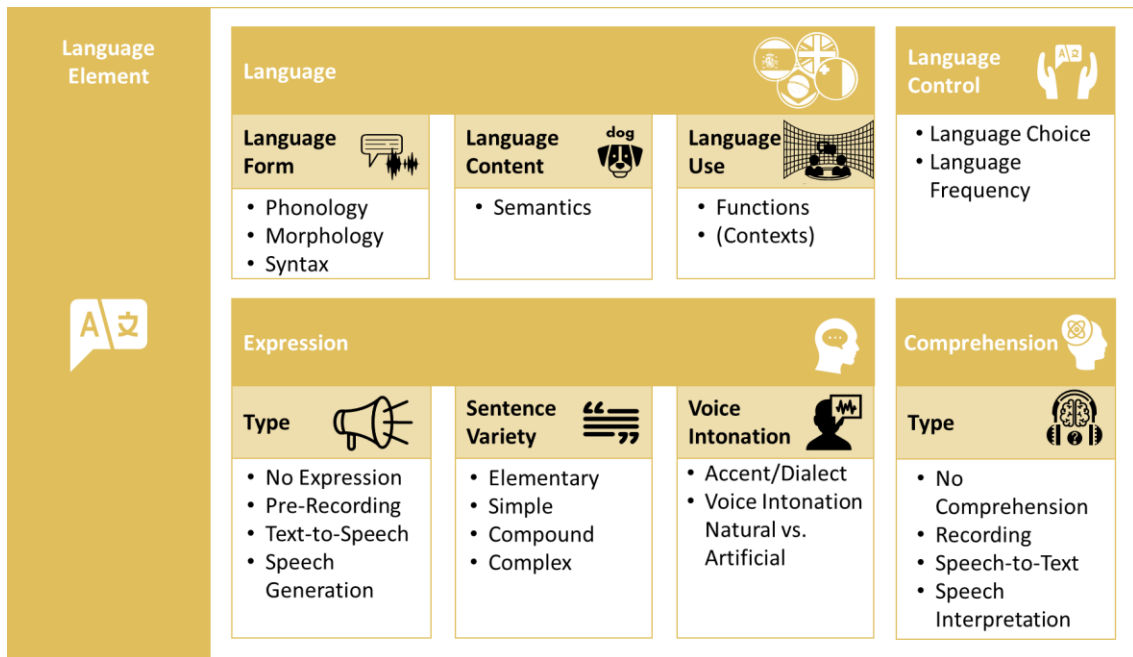 Language
Element
Language
Language
Control
Language
Form
dog
Language
Content
Language
Use
• Phonology
• Morphology
• Syntax
• Semantics
• Functions
• (Contexts)
• Language Choice
• Language
Frequency
A 文
Expression
Comprehension
Type
Sentence
Variety
Voice
Intonation
Type
• No Expression
• Pre-Recording
• Text-to-Speech
• Speech
Generation
• Elementary
• Simple
• Compound
• Complex
• Accent/Dialect
• Voice Intonation
Natural vs.
Artificial
• No
Comprehension
• Recording
• Speech-to-Text
• Speech
Interpretation